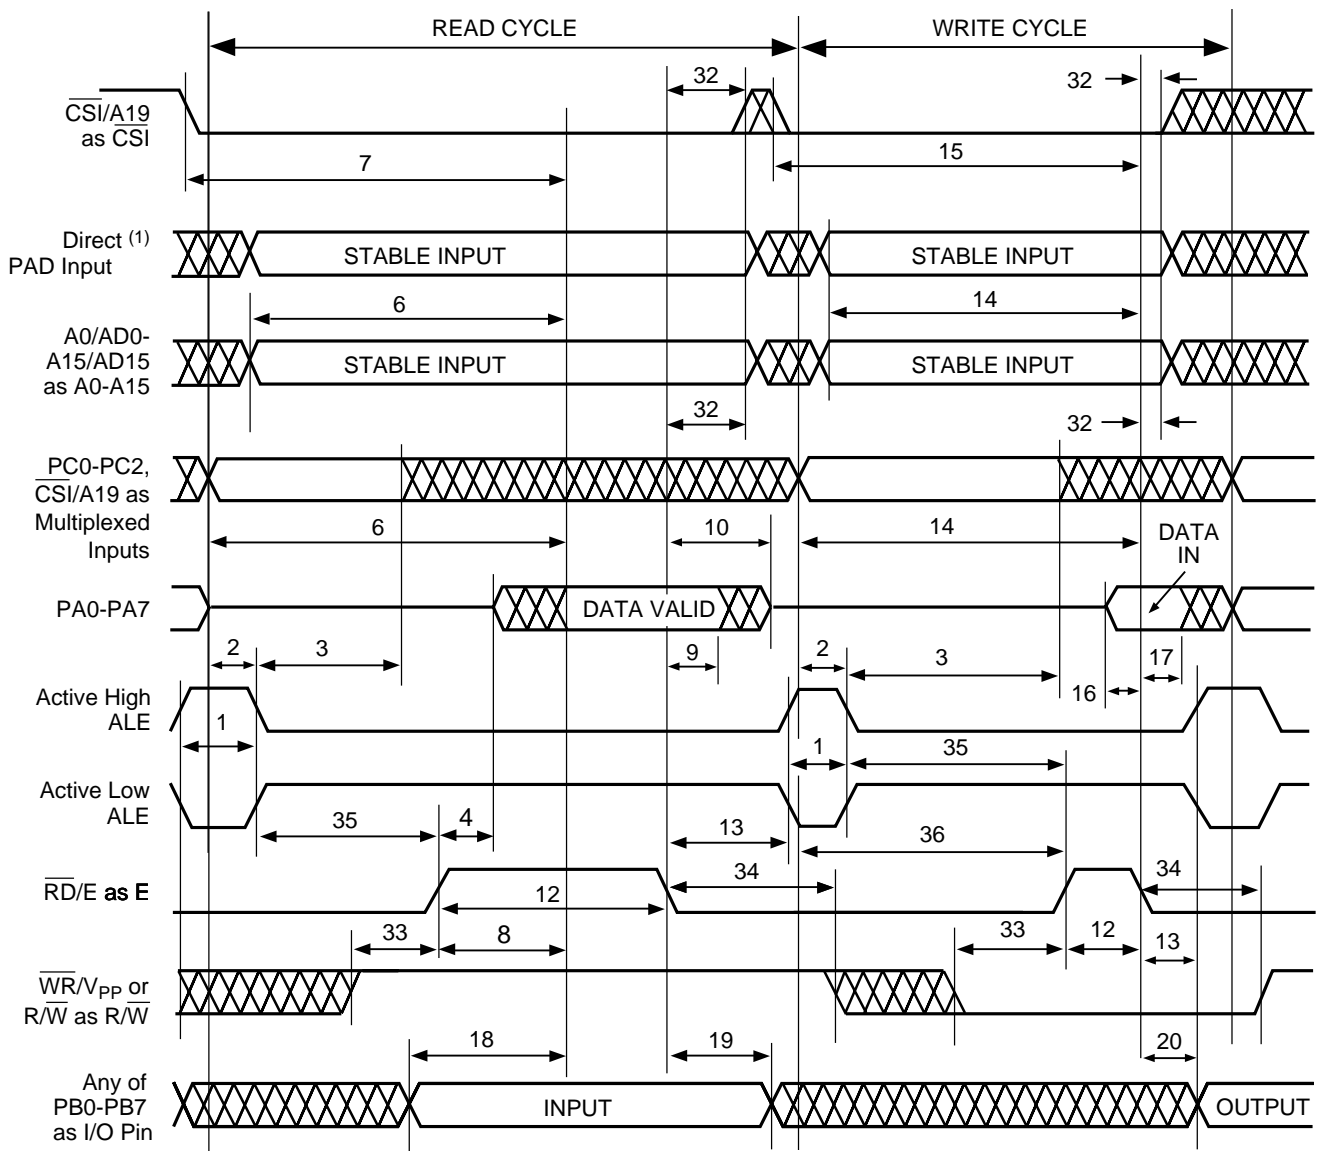 READ CYCLE
WRITE CYCLE
32
32
CSI/A19
as CSI
7
15
Direct (1)
PAD Input
STABLE INPUT
STABLE INPUT
6
14
A0/AD0-
A15/AD15
as A0-A15
STABLE INPUT
STABLE INPUT
32
32
PC0-PC2,
CSI/A19 as
Multiplexed
Inputs
6
10
14
DATA
IN
PA0-PA7
DATA VALID
2
3
9
2
3
17
16
Active High
ALE
1
1
35
Active Low
ALE
35
4
13
36
RD/E as E
12
34
34
33
8
33
12
13
WR/VPP or
R/W as R/W
18
19
20
Any of
PB0-PB7
as I/O Pin
INPUT
OUTPUT